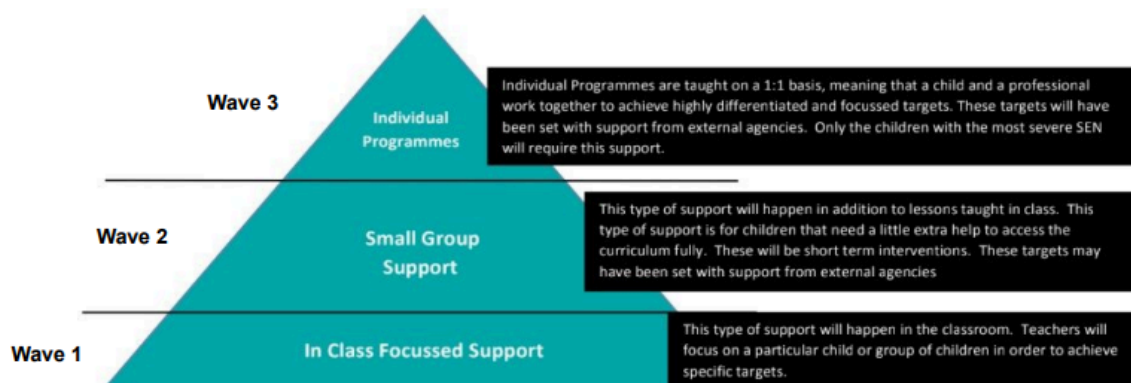 Wave 3
Individual
Programmes
Individual Programmes are taught on a 1:1 basis, meaning that a child and a professional
work together to achieve highly differentiated and focussed targets. These targets will have
been set with support from external agencies.  Only the children with the most severe SEN
will require this support.
Wave 2
Small Group
Support
This type of support will happen in addition to lessons taught in class.  This
type of support is for children that need a little extra help to access the
curriculum fully.  These will be short term interventions.  These targets may
have been set with support from external agencies
Wave 1
In Class Focussed Support
This type of support will happen in the classroom.  Teachers will
focus on a particular child or group of children in order to achieve
specific targets.